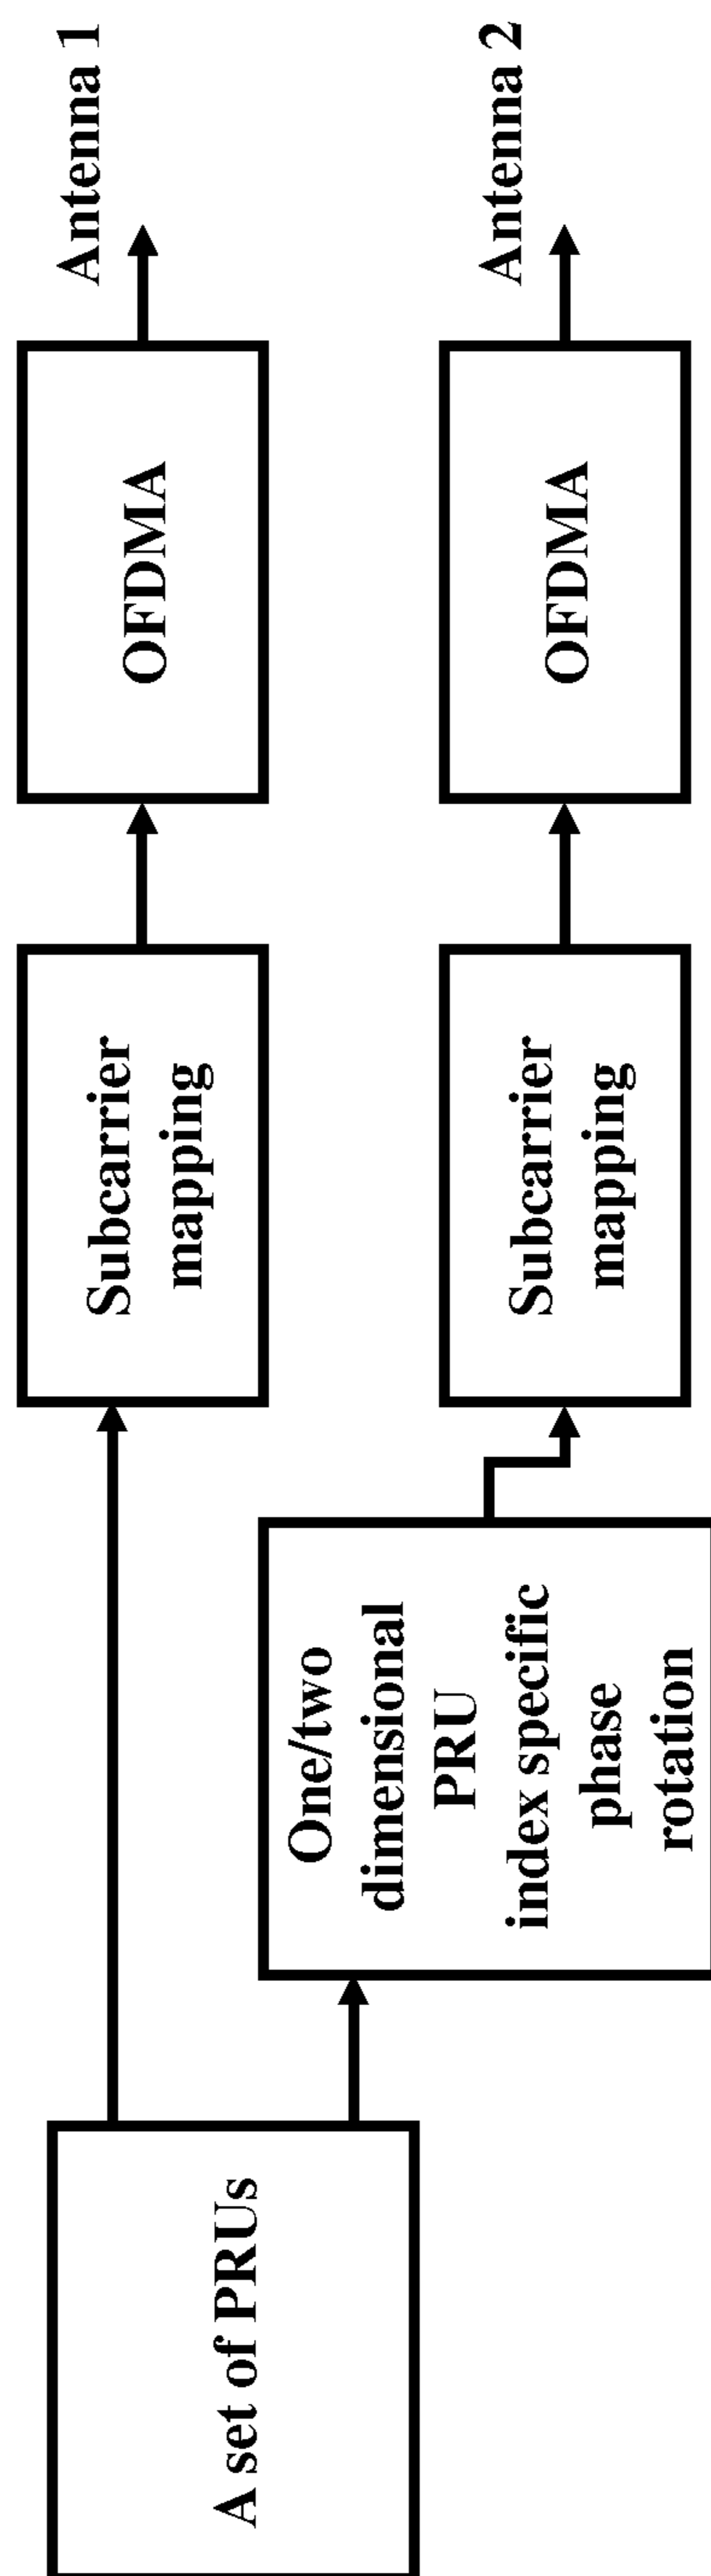 A set of PRUs
One/two
dimensional
PRU
index specific
phase
rotation
Subcarrier
mapping
OFDMA
Antenna 1
Subcarrier
mapping
OFDMA
Antenna 2